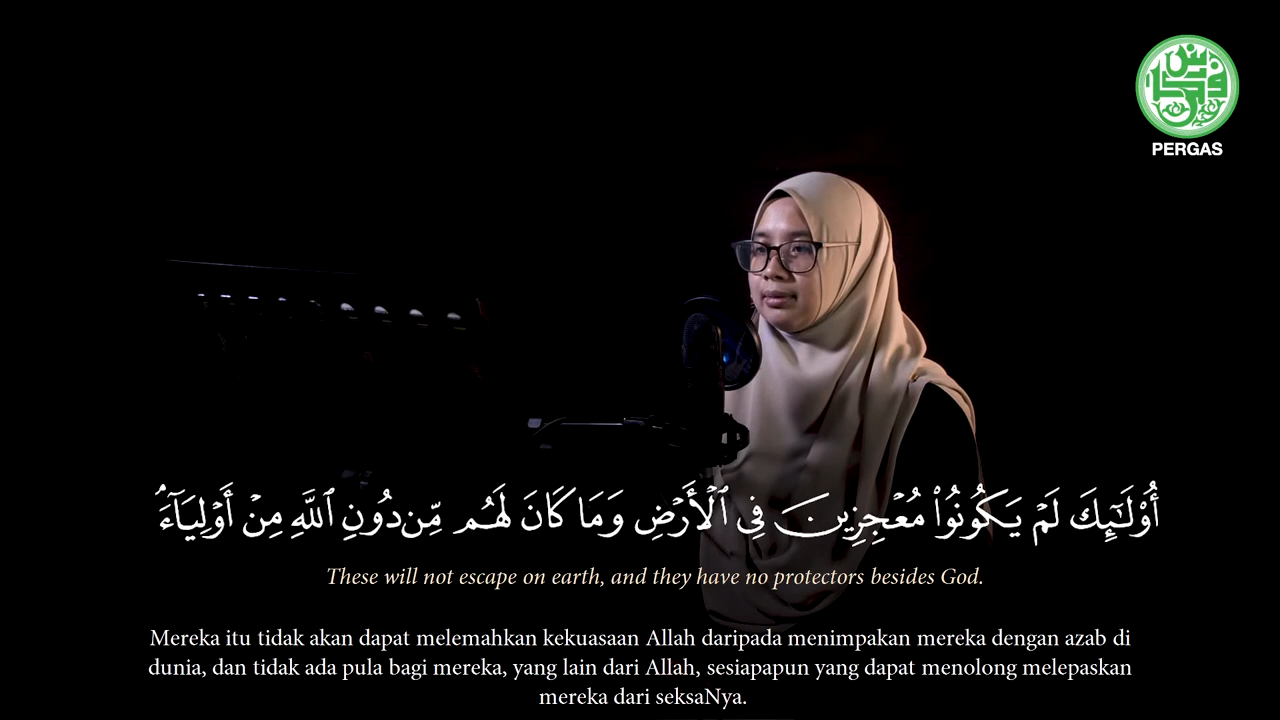 PERGAS
أُوْلَـٰٓئِكَ لَمۡ يَكُونُواْ مُعۡجِزِينَ فِي ٱلۡأَرۡضِ وَمَا كَانَ لَهُم مِّن دُونِ ٱللَّهِ مِنۡ أَوۡلِيَآءَۘ
These will not escape on earth, and they have no protectors besides God.
Mereka itu tidak akan dapat melemahkan kekuasaan Allah daripada menimpakan mereka dengan azab di
dunia, dan tidak ada pula bagi mereka, yang lain dari Allah, sesiapapun yang dapat menolong melepaskan
mereka dari seksaNya.